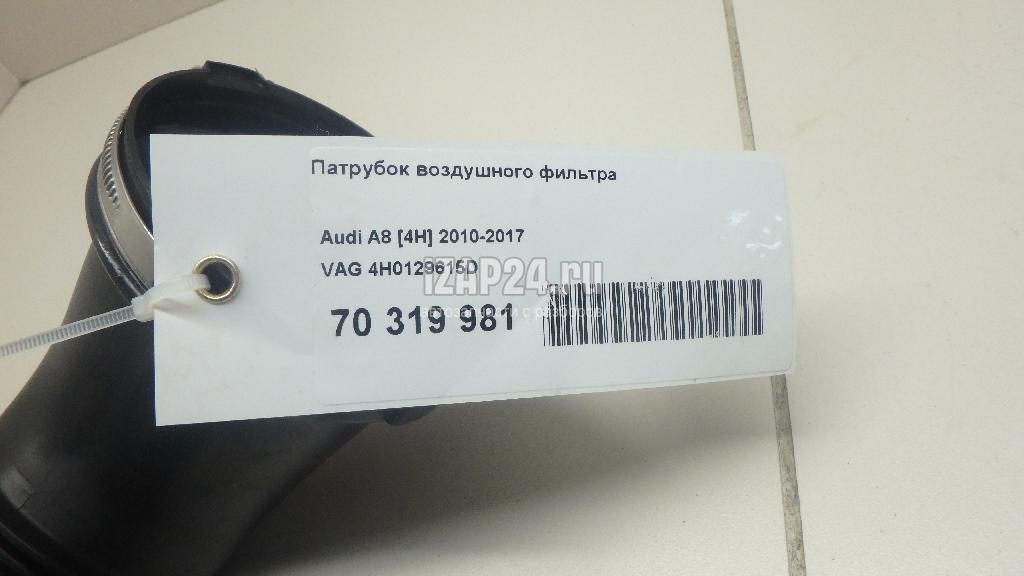 Патрубок воздушного фильтра
Audi A8 [4H] 2010-2017
VAG 4H0129615D
iZAP24.ru
70 319 981